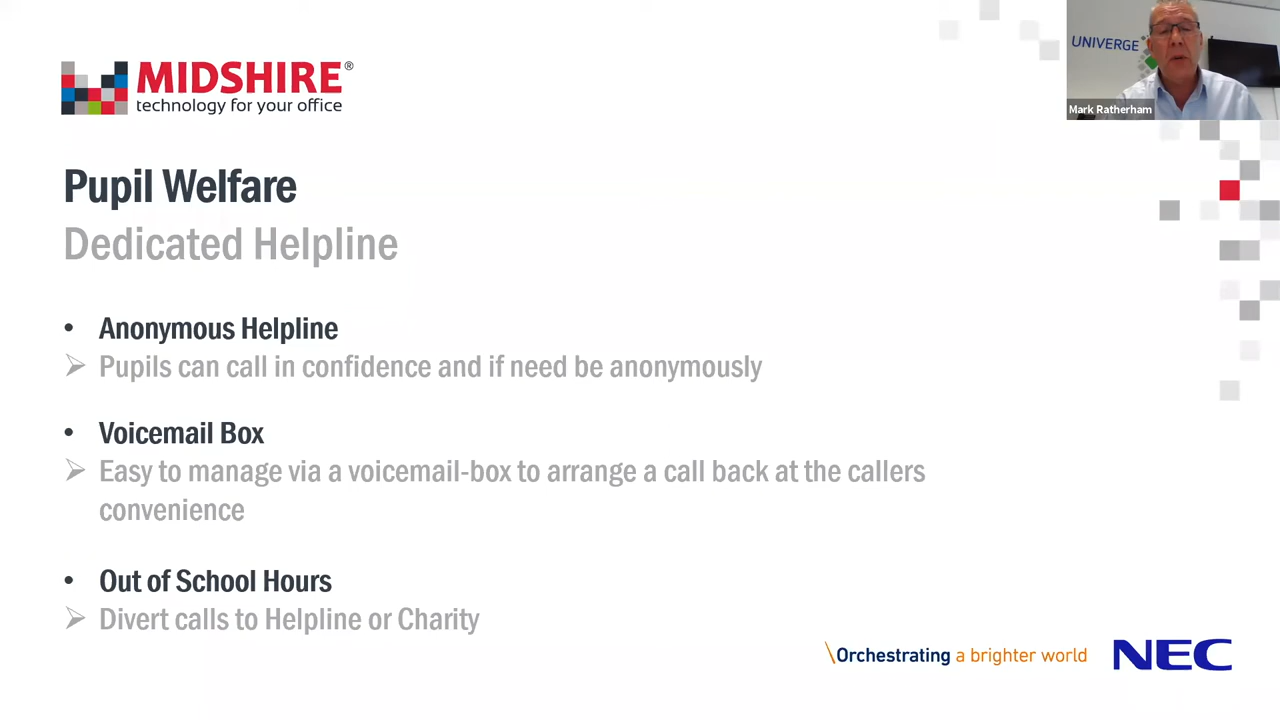 MIDSHIRE®
technology for your office
UNIVERGE
Mark Ratherham
Pupil Welfare
Dedicated Helpline
• Anonymous Helpline
➢ Pupils can call in confidence and if need be anonymously
• Voicemail Box
➢ Easy to manage via a voicemail-box to arrange a call back at the callers
convenience
• Out of School Hours
➢ Divert calls to Helpline or Charity
\Orchestrating a brighter world
NEC